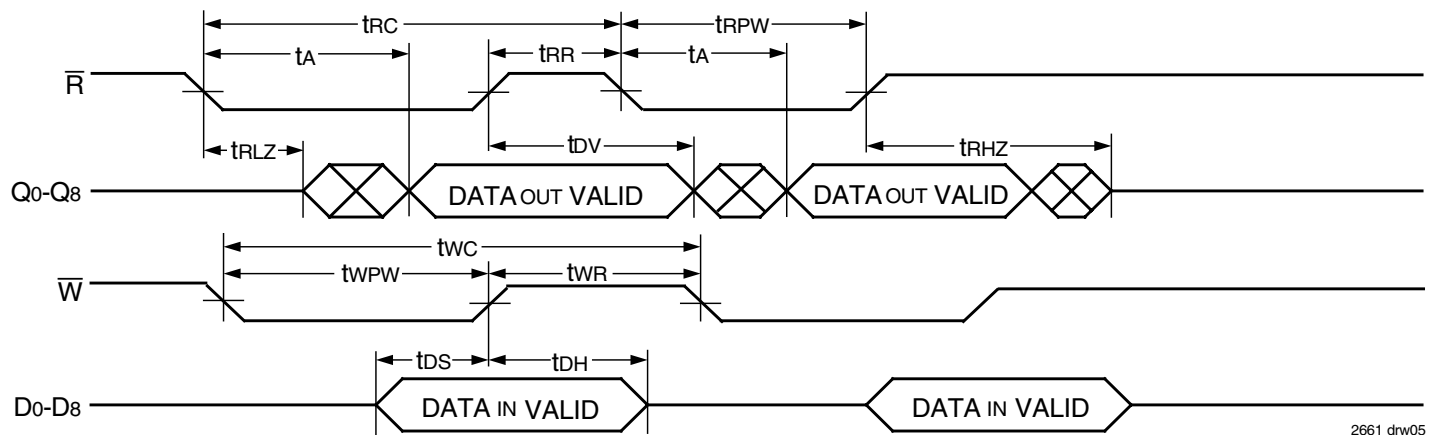 tRC
tRPW
tA
tRR
tA
R̅
tRLZ
tDV
tRHZ
Q0-Q8
DATA OUT VALID
DATA OUT VALID
tWC
tWPW
tWR
W̅
tDS
tDH
D0-D8
DATA IN VALID
DATA IN VALID
2661 drw05